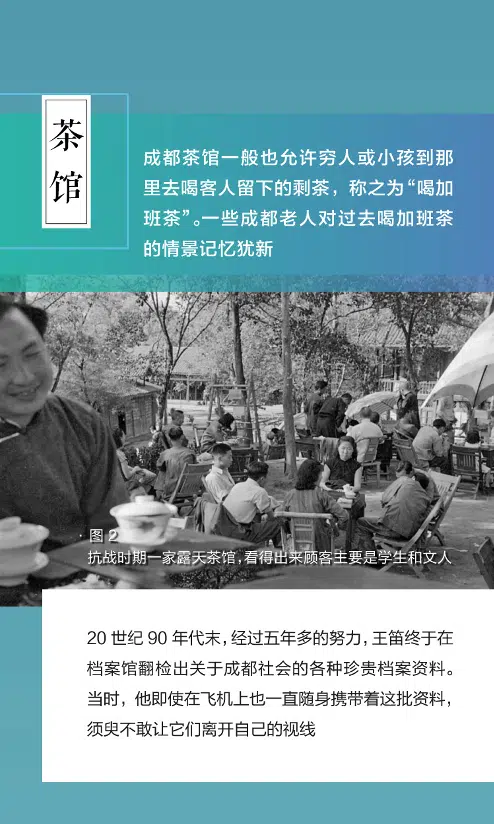 茶馆
成都茶馆一般也允许穷人或小孩到那
里去喝客人留下的剩茶，称之为“喝加
班茶”。一些成都老人对过去喝加班茶
的情景记忆犹新
·图 2
抗战时期一家露天茶馆，看得出来顾客主要是学生和文人
20 世纪 90 年代末，经过五年多的努力，王笛终于在
档案馆翻检出关于成都社会的各种珍贵档案资料。
当时，他即使在飞机上也一直随身携带着这批资料，
须臾不敢让它们离开自己的视线